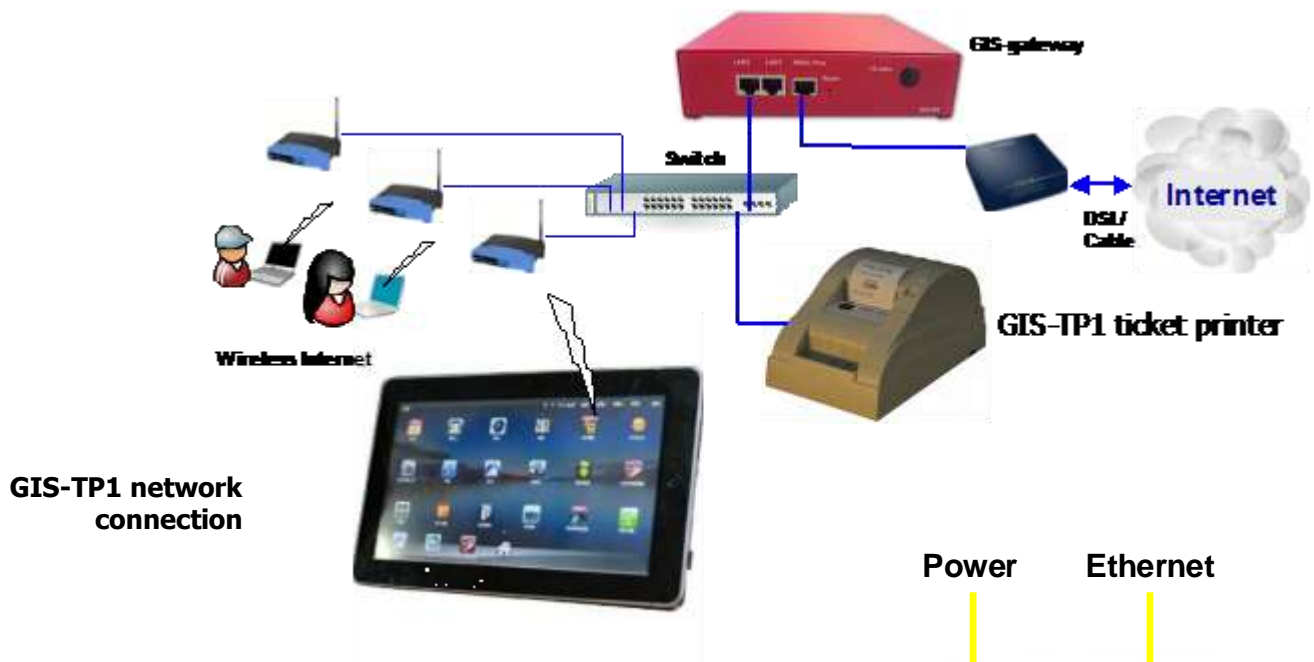 GIS-gateway
Switch
Internet
DSL/
Cable
GIS-TP1 ticket printer
Wireless Internet
GIS-TP1 network
connection
Power
Ethernet